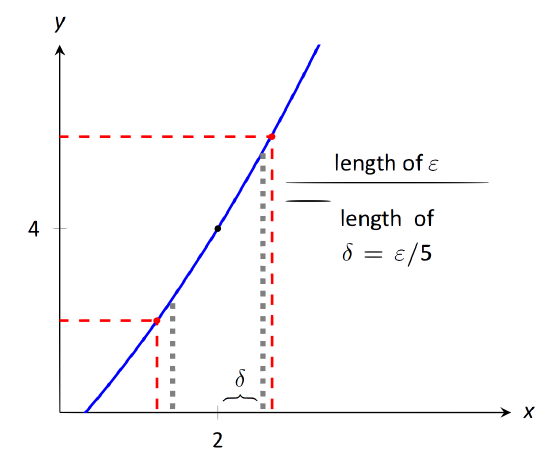 y
length of ε
length of
δ = ε/5
4
δ
x
2